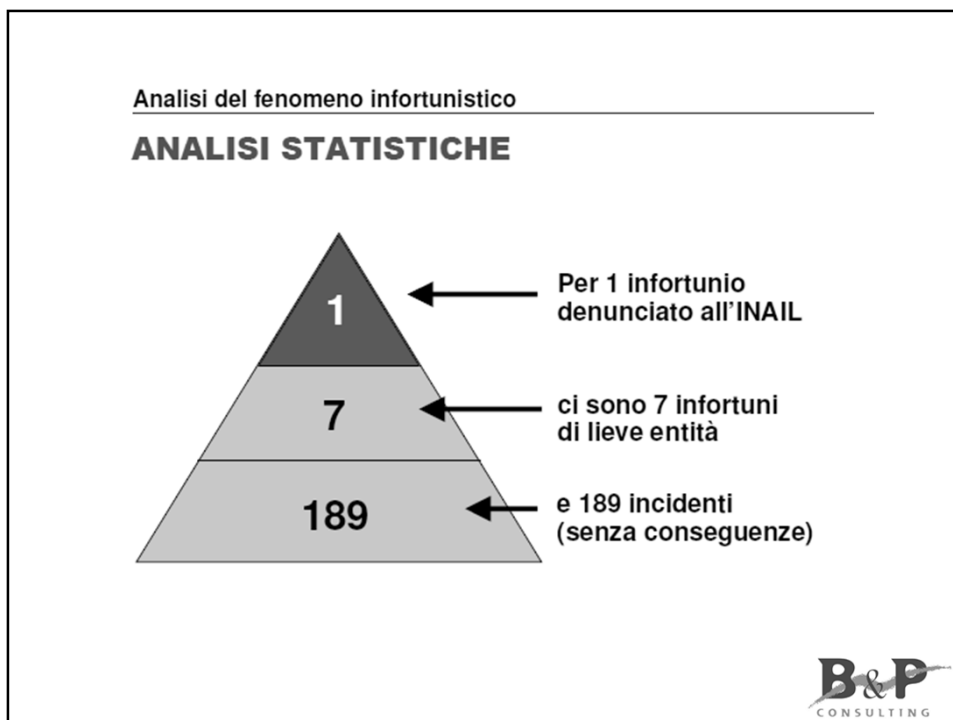 Analisi del fenomeno infortunistico
ANALISI STATISTICHE
1
Per 1 infortunio
denunciato all'INAIL
7
ci sono 7 infortuni
di lieve entità
189
e 189 incidenti
(senza conseguenze)
B&P
CONSULTING